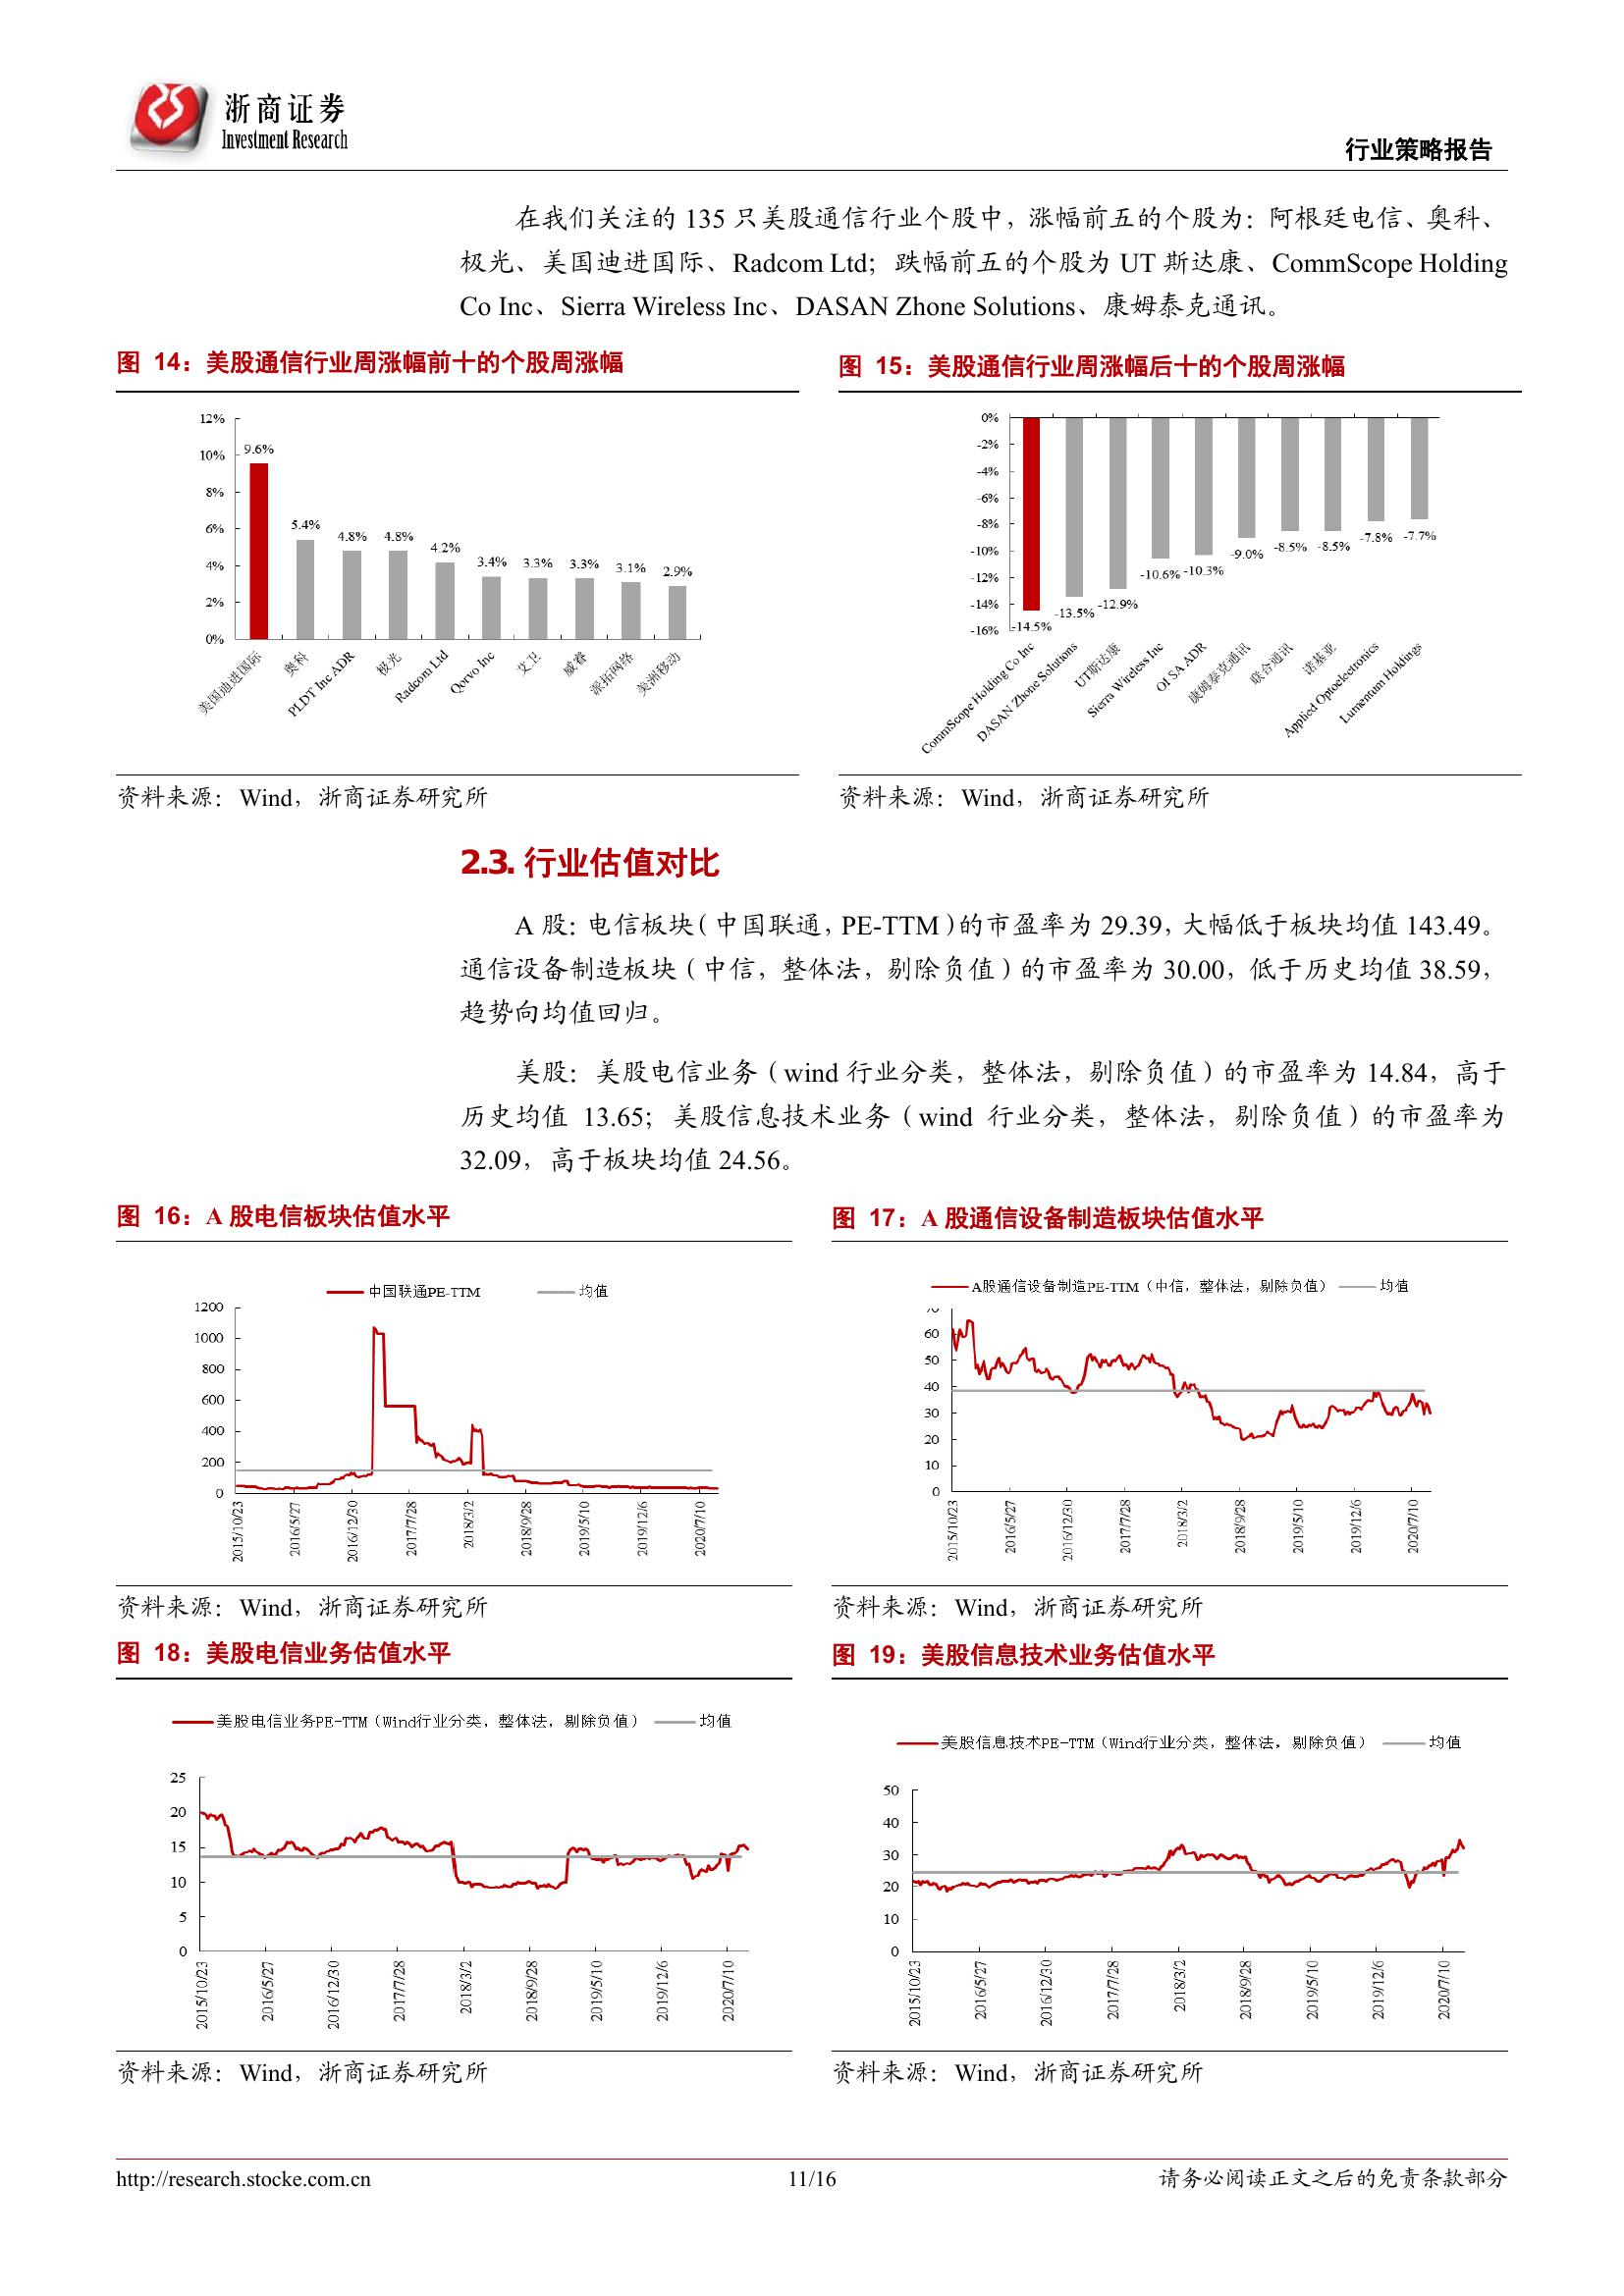 浙商证券
Investment Research
行业策略报告
在我们关注的 135 只美股通信行业个股中，涨幅前五的个股为：阿根廷电信、奥科、
极光、美国迪进国际、Radcom Ltd；跌幅前五的个股为 UT 斯达康、CommScope Holding
Co Inc、Sierra Wireless Inc、DASAN Zhone Solutions、康姆泰克通讯。
图 14：美股通信行业周涨幅前十的个股周涨幅
12%
10%
8%
6%
4%
2%
0%
9.6%
5.4%
4.8%
4.8%
4.2%
3.4%
3.3%
3.3%
3.1%
2.9%
美国迪进国际
奥科
PLDT Inc ADR
极光
Radcom Ltd
Qorvo Inc
艾卫
威睿
派拓网络
美洲移动
资料来源：Wind，浙商证券研究所
图 15：美股通信行业周涨幅后十的个股周涨幅
0%
-2%
-4%
-6%
-8%
-10%
-12%
-14%
-16%
-14.5%
-13.5%
-12.9%
-10.6%
-10.3%
-9.0%
-8.5%
-8.5%
-7.8%
-7.7%
CommScope Holding Co Inc
DASAN Zhone Solutions
UT斯达康
Sierra Wireless Inc
OI SA ADR
康姆泰克通讯
联合通讯
诺基亚
Applied Optoelectronics
Lumentum Holdings
资料来源：Wind，浙商证券研究所
2.3. 行业估值对比
A 股：电信板块（中国联通，PE-TTM）的市盈率为 29.39，大幅低于板块均值 143.49。
通信设备制造板块（中信，整体法，剔除负值）的市盈率为 30.00，低于历史均值 38.59，
趋势向均值回归。
美股：美股电信业务（wind 行业分类，整体法，剔除负值）的市盈率为 14.84，高于
历史均值 13.65；美股信息技术业务（wind 行业分类，整体法，剔除负值）的市盈率为
32.09，高于板块均值 24.56。
图 16：A 股电信板块估值水平
中国联通PE-TTM
均值
1200
1000
800
600
400
200
0
2015/10/23
2016/5/27
2016/12/30
2017/7/28
2018/3/2
2018/9/28
2019/5/10
2019/12/6
2020/7/10
资料来源：Wind，浙商证券研究所
图 17：A 股通信设备制造板块估值水平
A股通信设备制造PE-TTM（中信，整体法，剔除负值）
均值
70
60
50
40
30
20
10
0
2015/10/23
2016/5/27
2016/12/30
2017/7/28
2018/3/2
2018/9/28
2019/5/10
2019/12/6
2020/7/10
资料来源：Wind，浙商证券研究所
图 18：美股电信业务估值水平
美股电信业务PE-TTM（Wind行业分类，整体法，剔除负值）
均值
25
20
15
10
5
0
2015/10/23
2016/5/27
2016/12/30
2017/7/28
2018/3/2
2018/9/28
2019/5/10
2019/12/6
2020/7/10
资料来源：Wind，浙商证券研究所
图 19：美股信息技术业务估值水平
美股信息技术PE-TTM（Wind行业分类，整体法，剔除负值）
均值
50
40
30
20
10
0
2015/10/23
2016/5/27
2016/12/30
2017/7/28
2018/3/2
2018/9/28
2019/5/10
2019/12/6
2020/7/10
资料来源：Wind，浙商证券研究所
http://research.stocke.com.cn
11/16
请务必阅读正文之后的免责条款部分